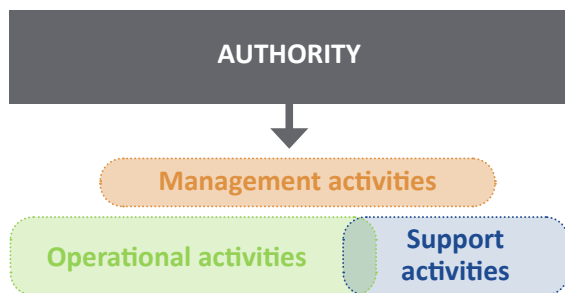 AUTHORITY
Management activities
Operational activities
Support
activities